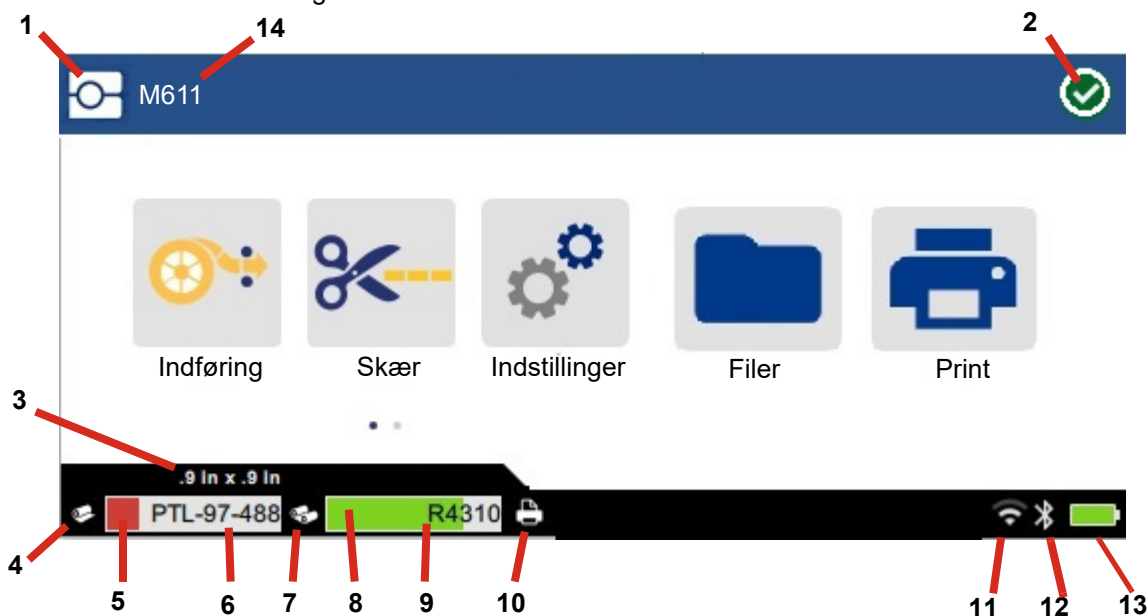 1 14 2
M611
Indføring Skær Indstillinger Filer Print
3
.9 In x .9 In
PTL-97-488 R4310
4
5 6 7 8 9 10 11 12 13